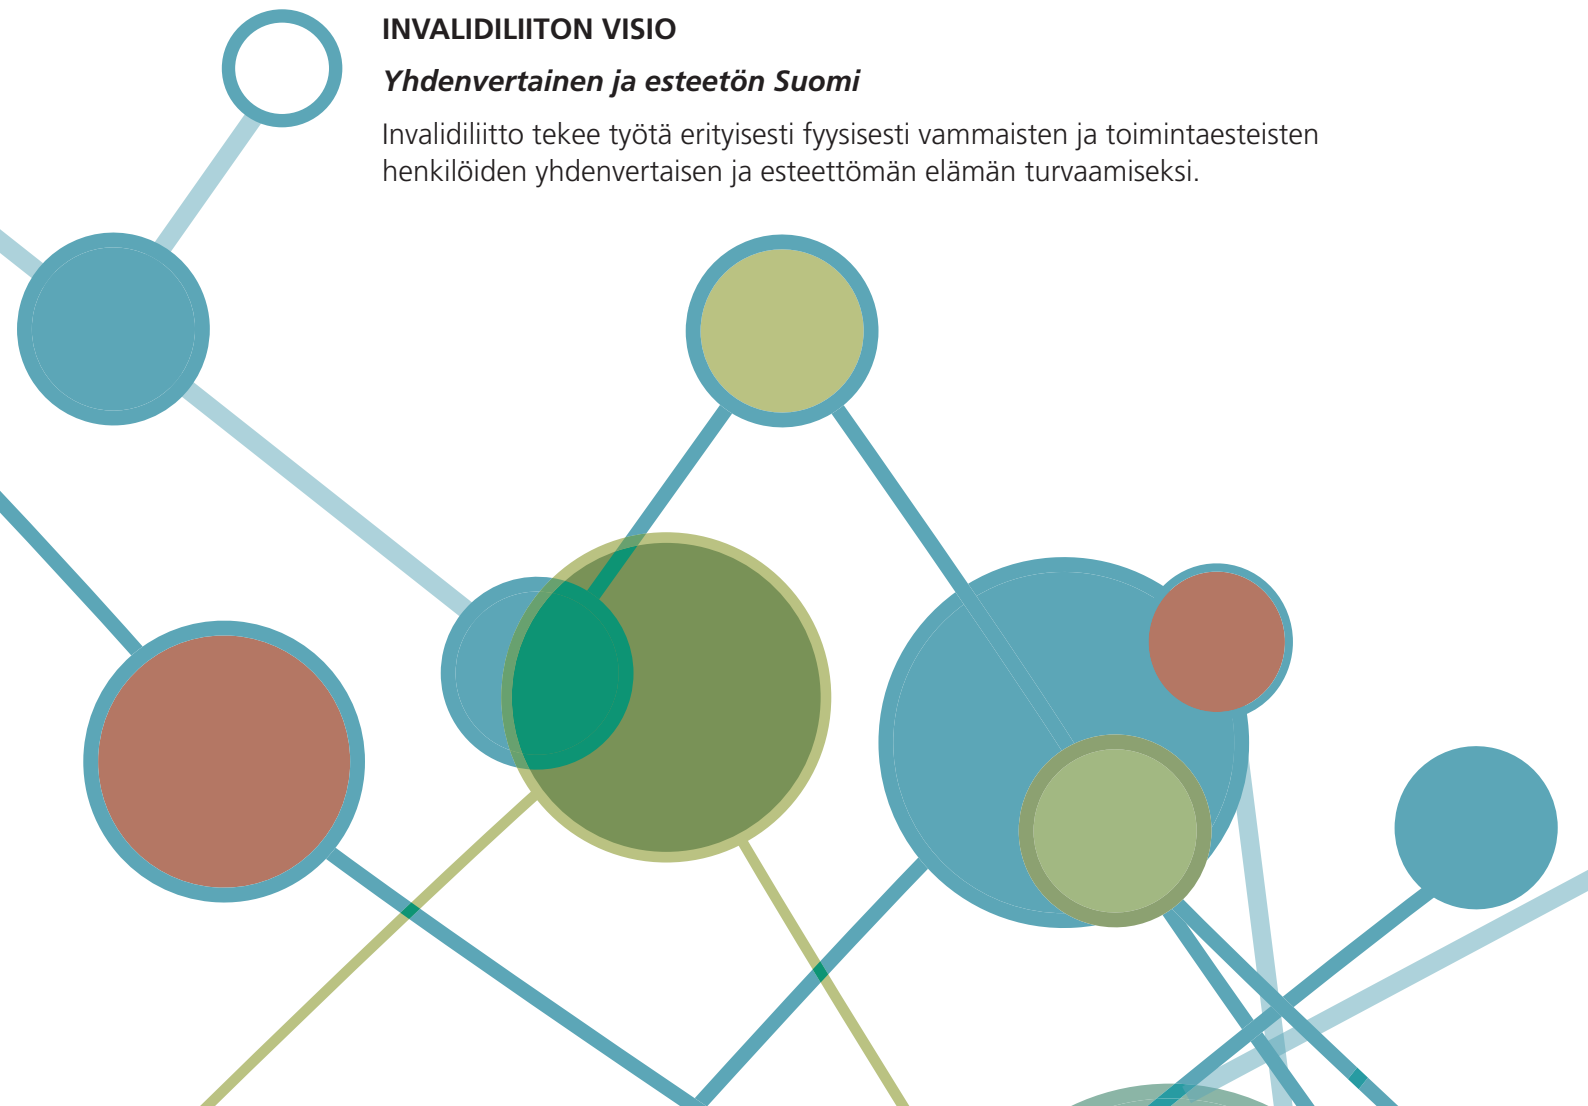 INVALIDILIITON VISIO
Yhdenvertainen ja esteetön Suomi
Invalidiliitto tekee työtä erityisesti fyysisesti vammaisten ja toimintaesteisten
henkilöiden yhdenvertaisen ja esteettömän elämän turvaamiseksi.